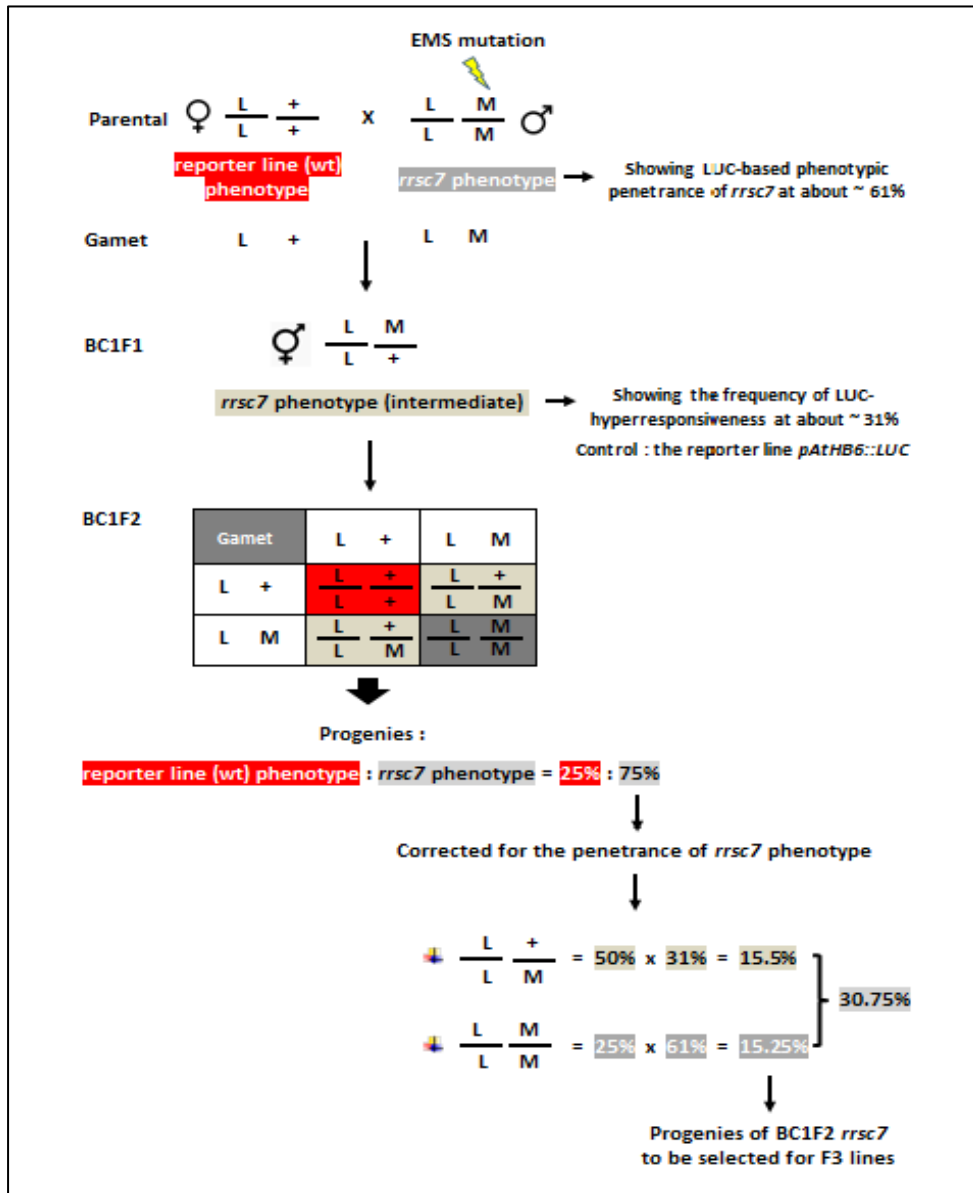 EMS mutation
Parental
L +
L +
x
L M
L M
reporter line (wt)
phenotype
rrsc7 phenotype
Showing LUC-based phenotypic
penetrance of rrsc7 at about ~ 61%
Gamet
L +
L M
BC1F1
L M
L +
rrsc7 phenotype (intermediate)
Showing the frequency of LUC-
hyperresponsiveness at about ~ 31%
Control : the reporter line pAtHB6::LUC
BC1F2
Gamet
L +
L M
L +
L +
L +
L +
L M
L M
L +
L M
L M
L M
Progenies :
reporter line (wt) phenotype : rrsc7 phenotype = 25% : 75%
Corrected for the penetrance of rrsc7 phenotype
L +
L M
= 50% x 31% = 15.5%
30.75%
L M
L M
= 25% x 61% = 15.25%
Progenies of BC1F2 rrsc7
to be selected for F3 lines